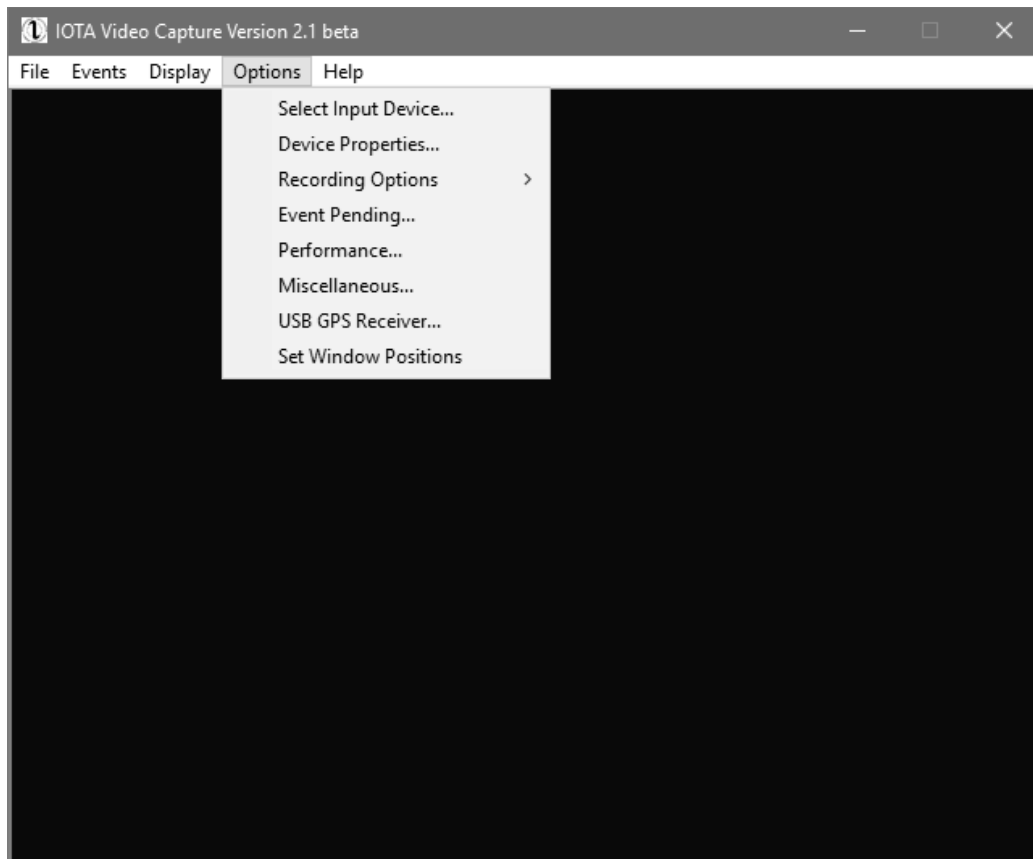 IOTA Video Capture Version 2.1 beta
File Events Display Options Help
Select Input Device...
Device Properties...
Recording Options
Event Pending...
Performance...
Miscellaneous...
USB GPS Receiver...
Set Window Positions